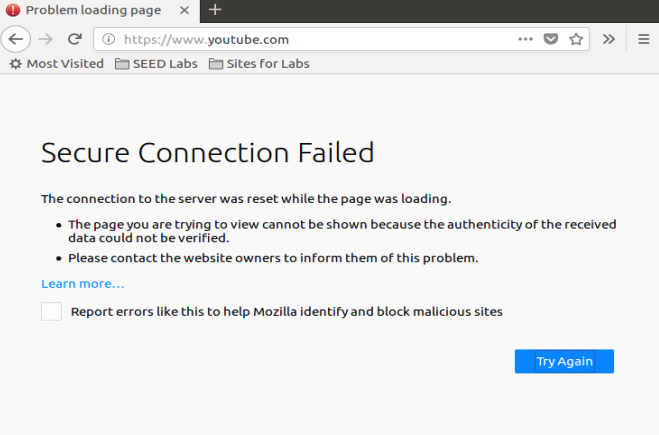 Problem loading page
https://www.youtube.com
Most Visited SEED Labs Sites for Labs
Secure Connection Failed
The connection to the server was reset while the page was loading.
The page you are trying to view cannot be shown because the authenticity of the received
data could not be verified.
Please contact the website owners to inform them of this problem.
Learn more...
Report errors like this to help Mozilla identify and block malicious sites
Try Again